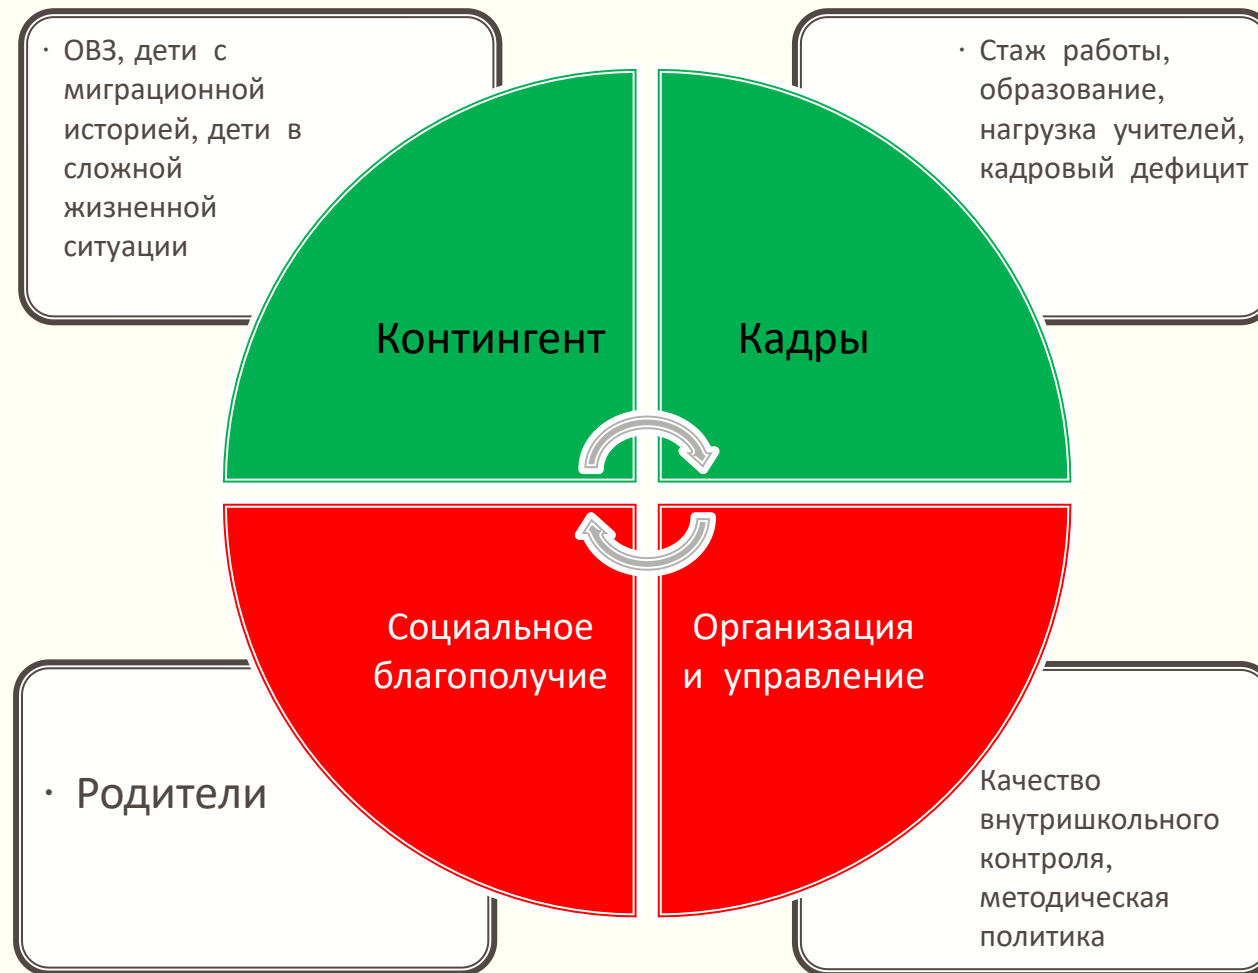 · ОВЗ, дети с
миграционной
историей, дети в
сложной
жизненной
ситуации
· Стаж работы,
образование,
нагрузка учителей,
кадровый дефицит
Контингент
Кадры
Социальное
благополучие
Организация
и управление
· Родители
Качество
внутришкольного
контроля,
методическая
политика